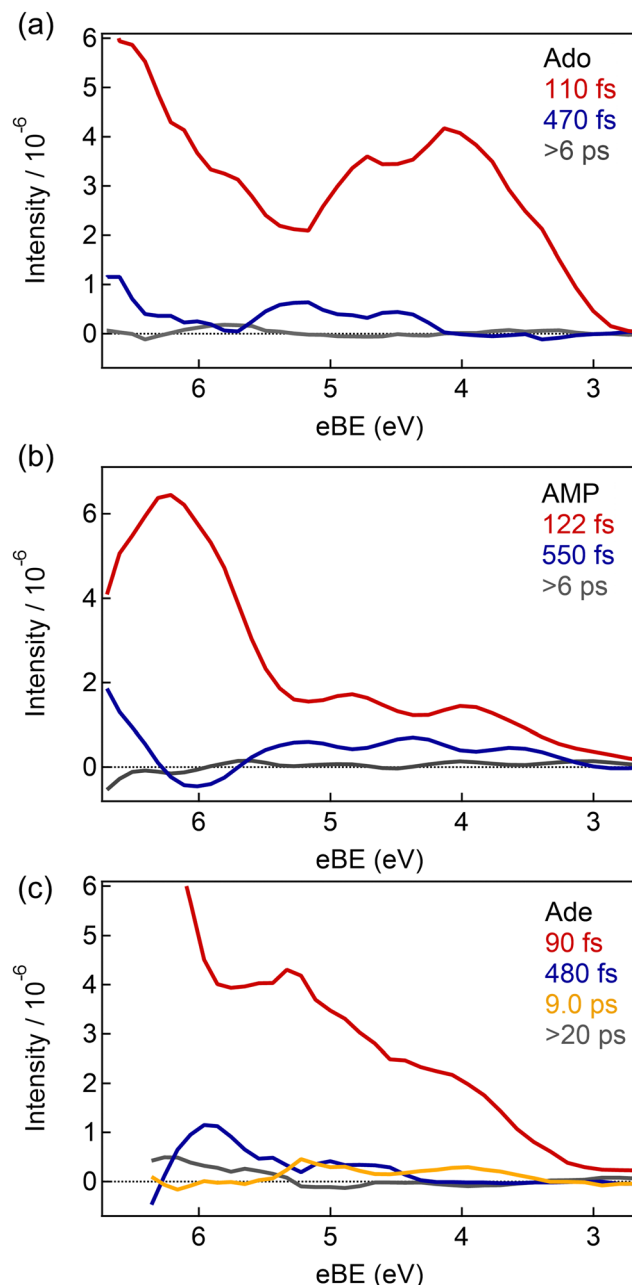 (a)
6
5
4
3
2
1
0
Intensity / 10⁻⁶
Ado
110 fs
470 fs
>6 ps
6
5
4
3
eBE (eV)
(b)
6
4
2
0
Intensity / 10⁻⁶
AMP
122 fs
550 fs
>6 ps
6
5
4
3
eBE (eV)
(c)
6
5
4
3
2
1
0
Intensity / 10⁻⁶
Ade
90 fs
480 fs
9.0 ps
>20 ps
6
5
4
3
eBE (eV)